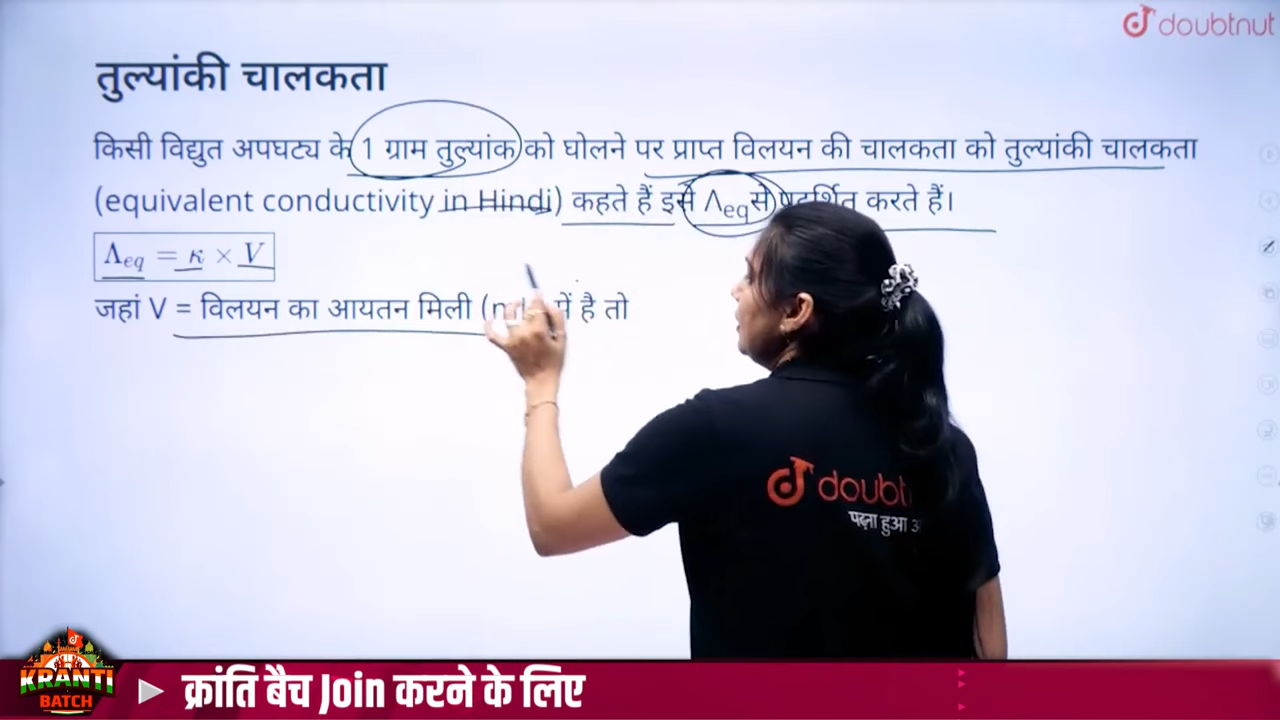 doubtnut
तुल्यांकी चालकता
किसी विद्युत अपघट्य के 1 ग्राम तुल्यांक को घोलने पर प्राप्त विलयन की चालकता को तुल्यांकी चालकता
(equivalent conductivity in Hindi) कहते हैं इसे Λeq से प्रदर्शित करते हैं।
Λeq = κ × V
जहां V = विलयन का आयतन मिली में है तो
doubt
पढ़ना हुआ
KRANTI
BATCH
क्रांति बैच Join करने के लिए